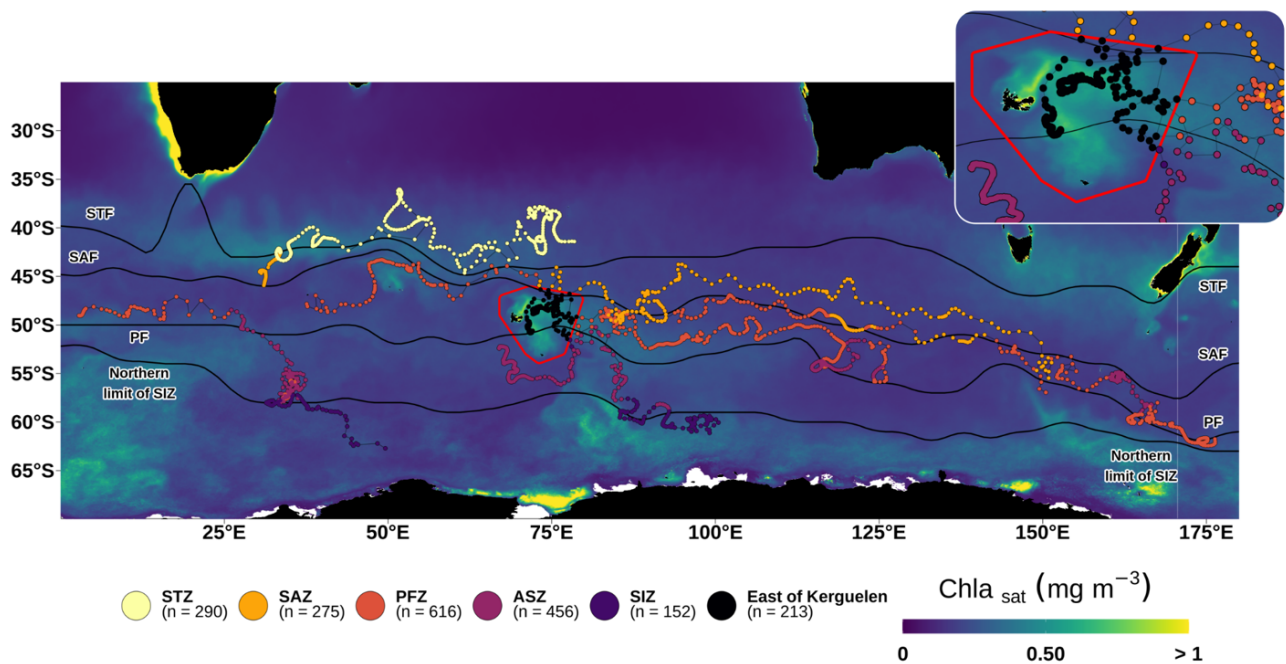 30°S
35°S
40°S
45°S
50°S
55°S
60°S
65°S
STF
SAF
PF
Northern
limit of SIZ
STF
SAF
PF
Northern
limit of SIZ
25°E
50°E
75°E
100°E
125°E
150°E
175°E
STZ
(n = 290)
SAZ
(n = 275)
PFZ
(n = 616)
ASZ
(n = 456)
SIZ
(n = 152)
East of Kerguelen
(n = 213)
Chla sat (mg m⁻³)
0
0.50
> 1